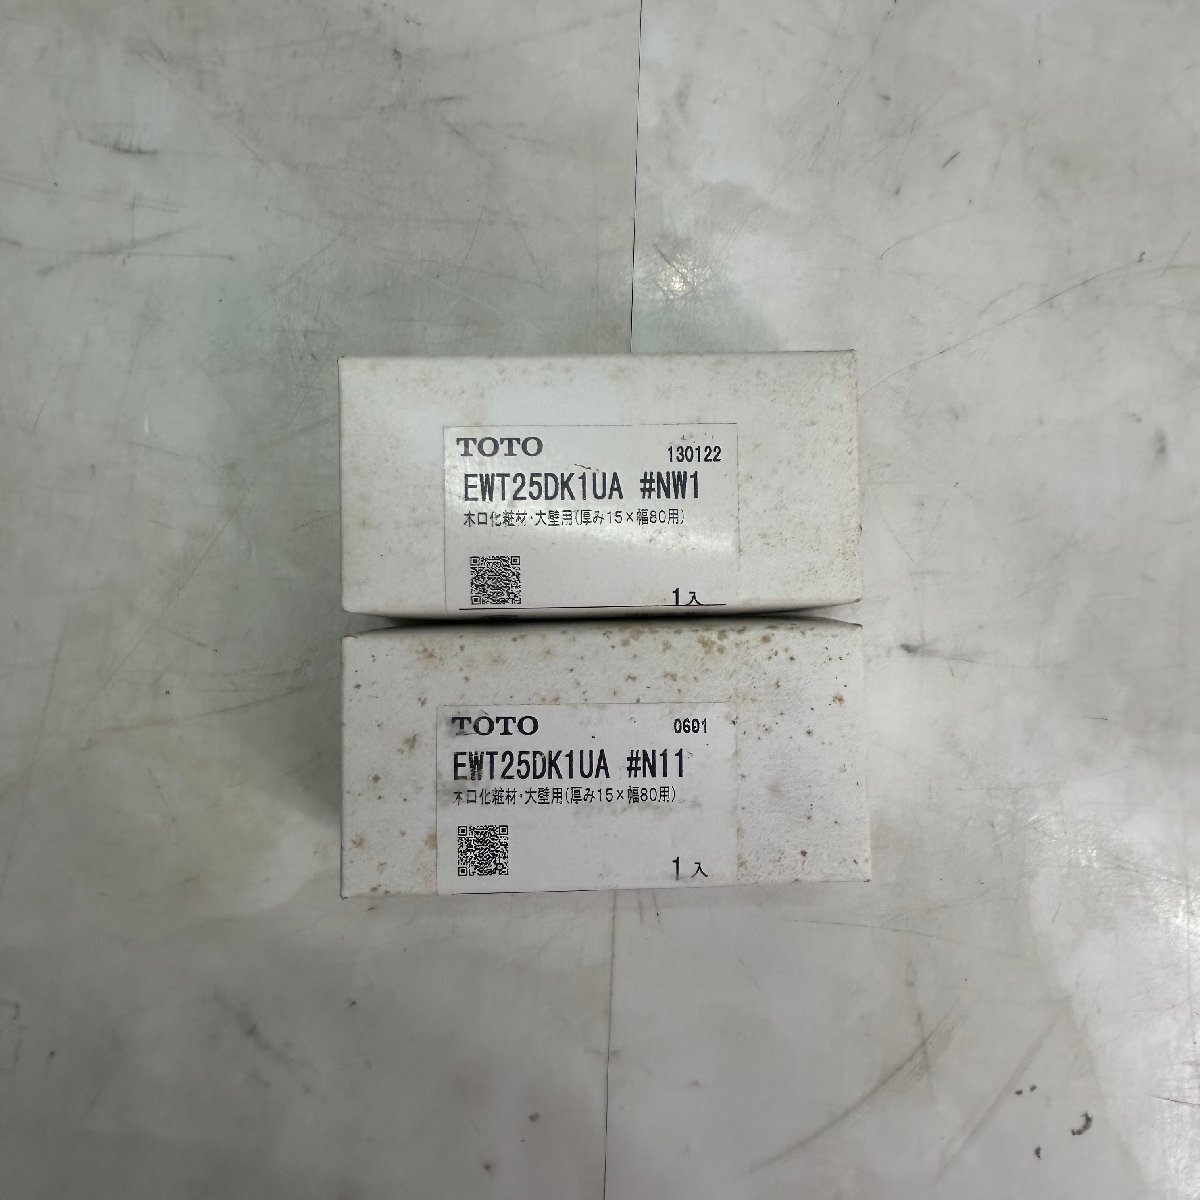 TOTO 130122
EWT25DK1UA #NW1
木口化粧材・大壁用(厚み15×幅80用)
1入
TOTO 0601
EWT25DK1UA #N11
木口化粧材・大壁用(厚み15×幅80用)
1入